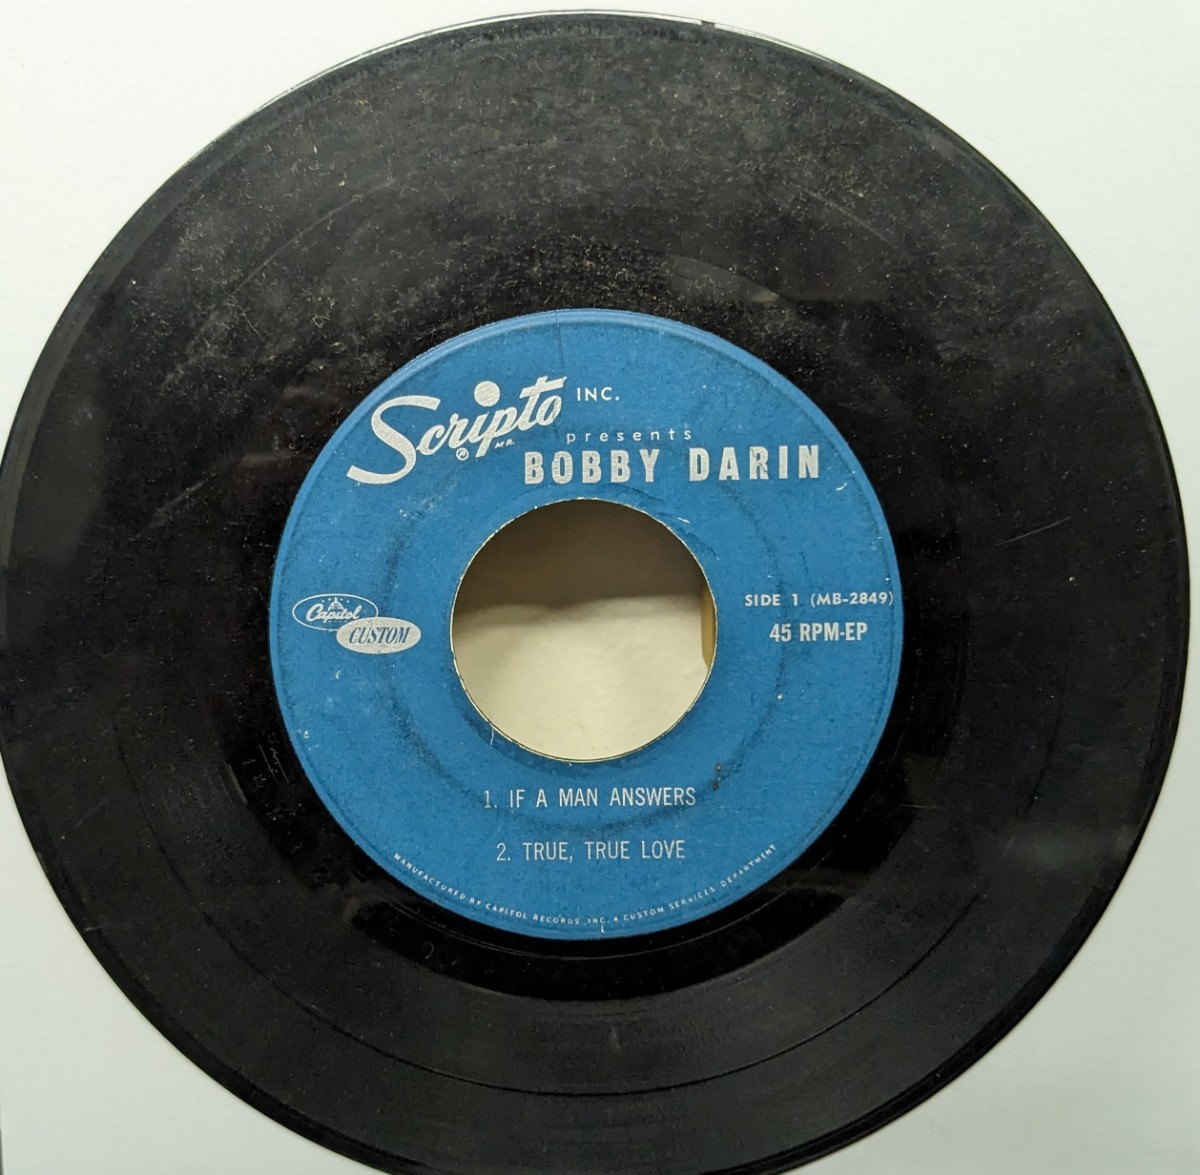 Scripto INC.
® MR.
presents
BOBBY DARIN
Capitol
CUSTOM
SIDE 1 (MB-2849)
45 RPM-EP
1. IF A MAN ANSWERS
2. TRUE, TRUE LOVE
MANUFACTURED BY CAPITOL RECORDS, INC. • CUSTOM SERVICES DEPARTMENT